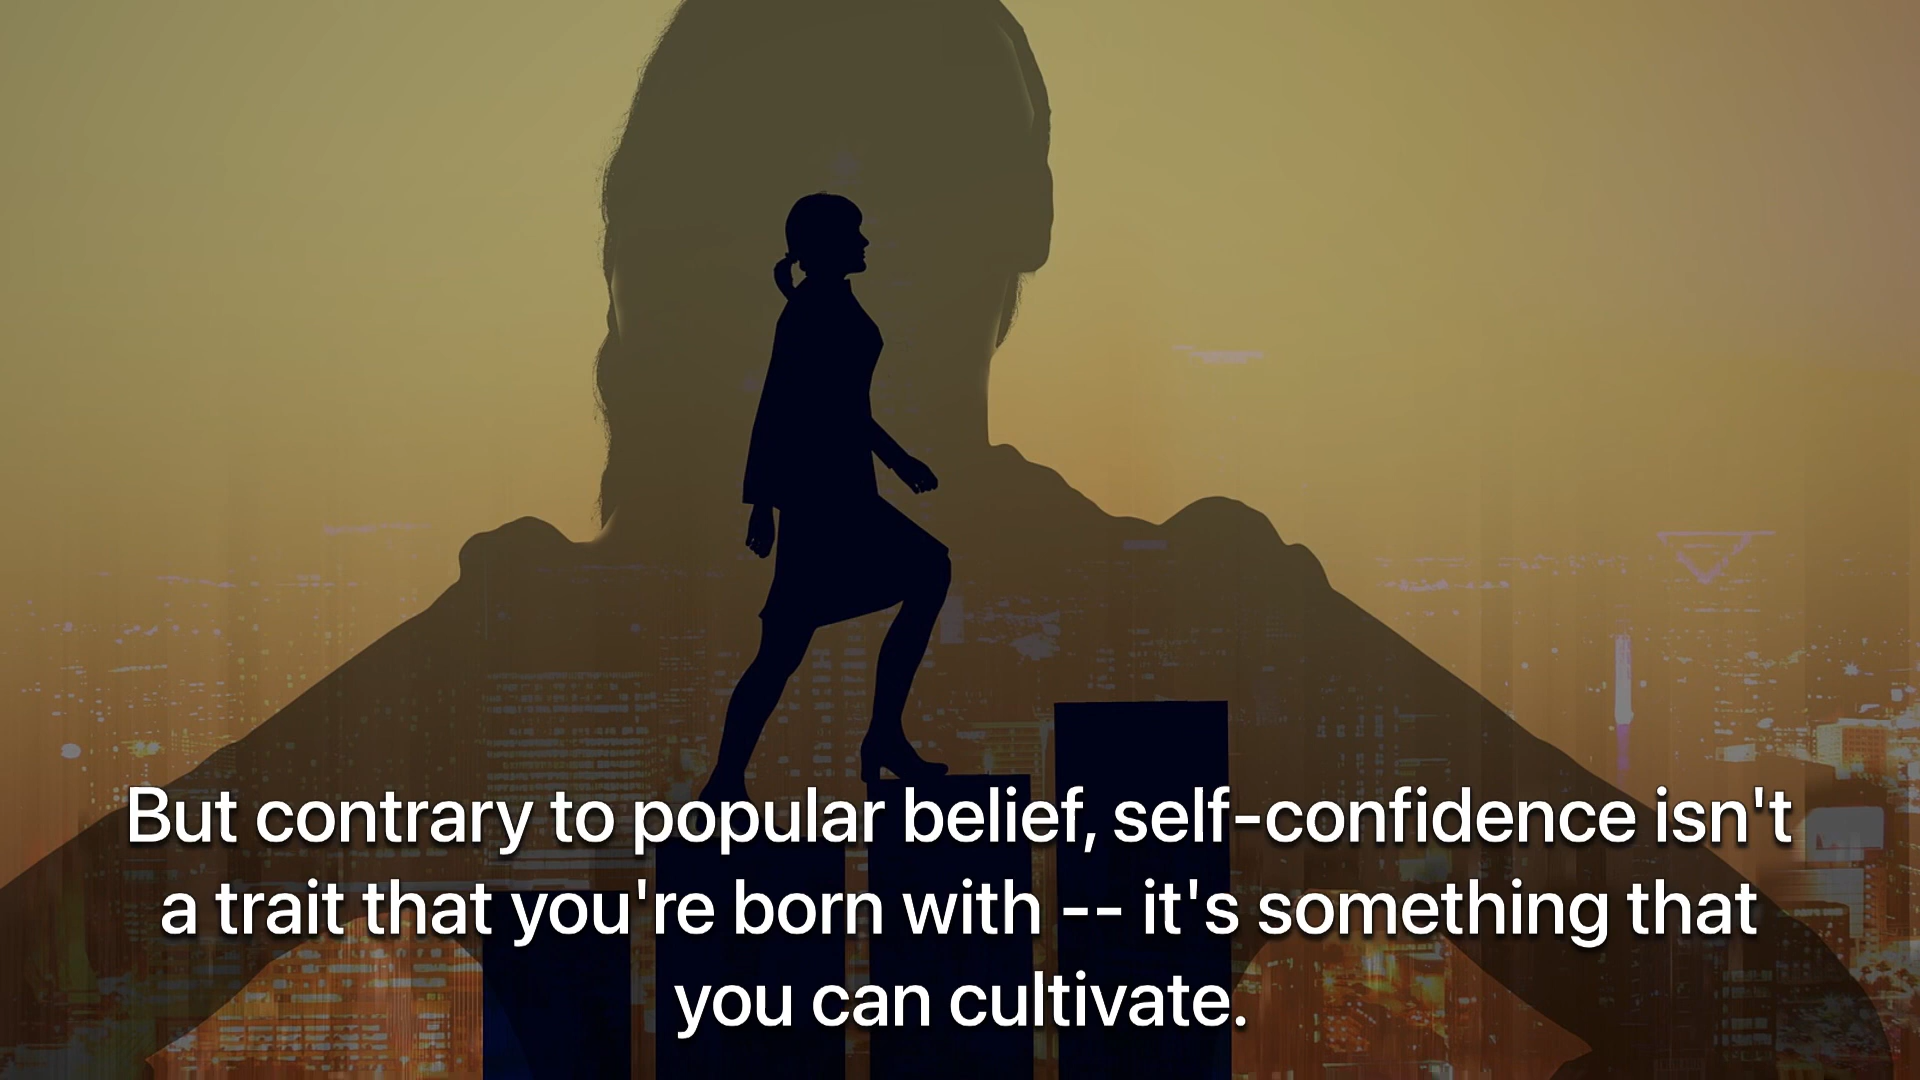 But contrary to popular belief, self-confidence isn't
a trait that you're born with -- it's something that
you can cultivate.